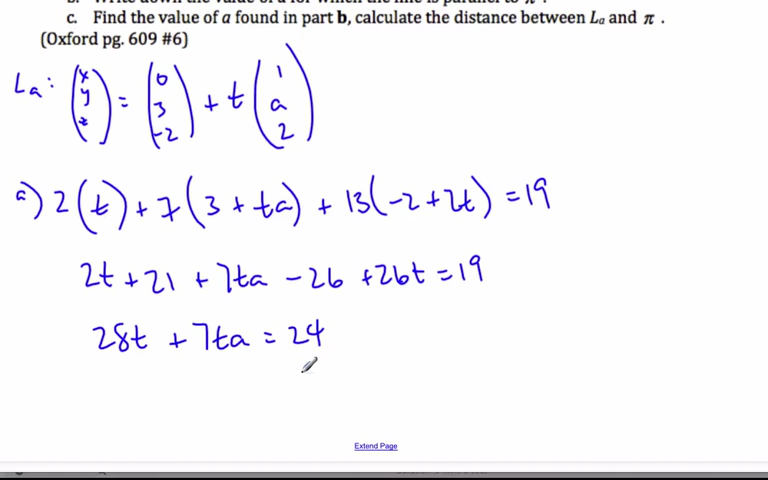 c. Find the value of a found in part b, calculate the distance between Lₐ and π .
(Oxford pg. 609 #6)
Lₐ: (x y z) = (0 3 -2) + t (1 a 2)
a) 2(t) + 7(3 + ta) + 13(-2 + 2t) = 19
2t + 21 + 7ta - 26 + 26t = 19
28t + 7ta = 24
Extend Page